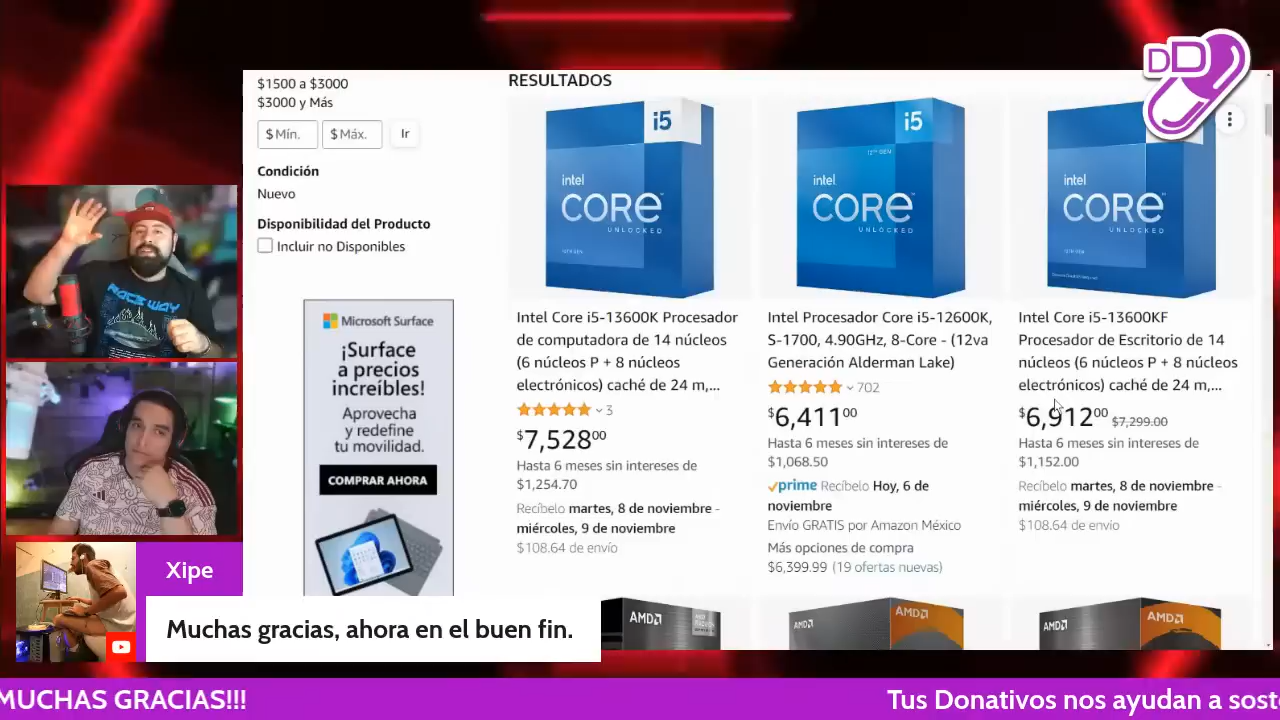 DD
$1500 a $3000
$3000 y Más
$ Mín.
$ Máx.
Ir
Condición
Nuevo
Disponibilidad del Producto
Incluir no Disponibles
Microsoft Surface
¡Surface
a precios
increíbles!
Aprovecha
y redefine
tu movilidad.
COMPRAR AHORA
RESULTADOS
i5
intel
CORE
UNLOCKED
Intel Core i5-13600K Procesador
de computadora de 14 núcleos
(6 núcleos P + 8 núcleos
electrónicos) caché de 24 m,...
3
$7,52800
Hasta 6 meses sin intereses de
$1,254.70
Recíbelo martes, 8 de noviembre -
miércoles, 9 de noviembre
$108.64 de envío
i5
intel
CORE
UNLOCKED
Intel Procesador Core i5-12600K,
S-1700, 4.90GHz, 8-Core - (12va
Generación Alderman Lake)
702
$6,41100
Hasta 6 meses sin intereses de
$1,068.50
prime Recíbelo Hoy, 6 de
noviembre
Envío GRATIS por Amazon México
Más opciones de compra
$6,399.99 (19 ofertas nuevas)
intel
CORE
UNLOCKED
Intel Core i5-13600KF
Procesador de Escritorio de 14
núcleos (6 núcleos P + 8 núcleos
electrónicos) caché de 24 m,...
$6,91200 $7,299.00
Hasta 6 meses sin intereses de
$1,152.00
Recíbelo martes, 8 de noviembre -
miércoles, 9 de noviembre
$108.64 de envío
AMD
AMD
AMD
Xipe
Muchas gracias, ahora en el buen fin.
MUCHAS GRACIAS!!!
Tus Donativos nos ayudan a soste